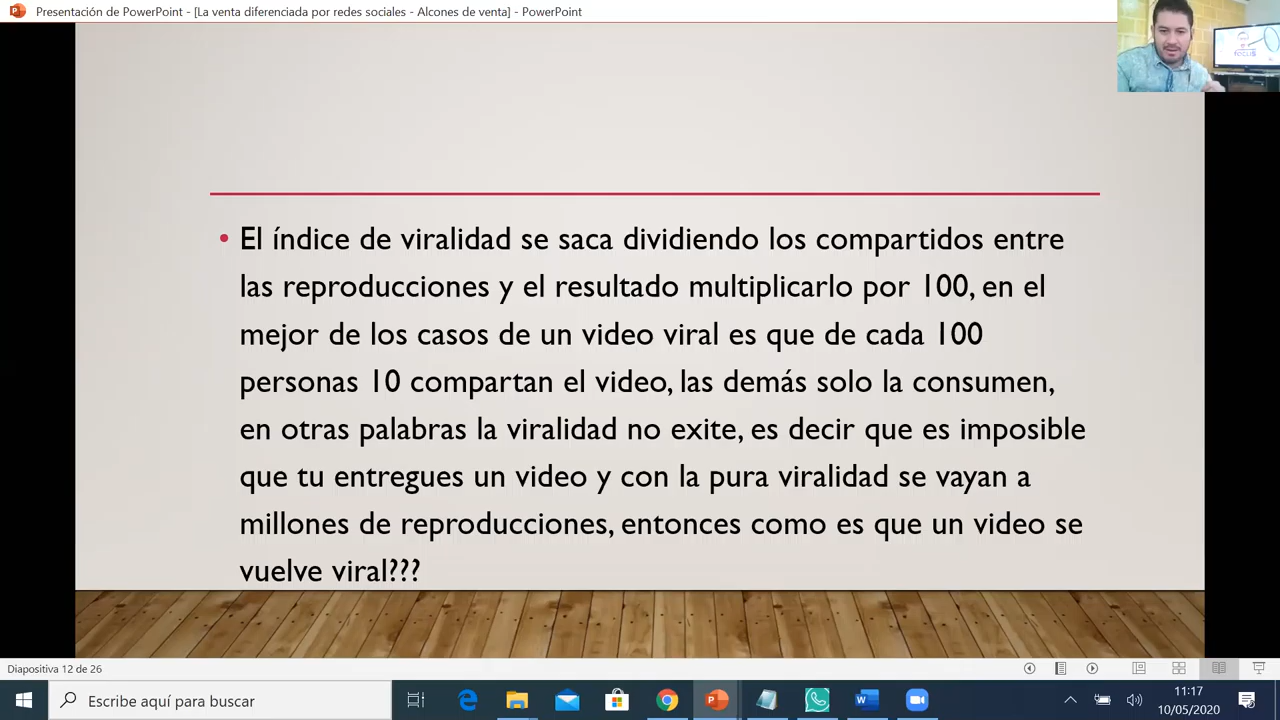 Presentación de PowerPoint - [La venta diferenciada por redes sociales - Alcones de venta] - PowerPoint
focus
El índice de viralidad se saca dividiendo los compartidos entre
las reproducciones y el resultado multiplicarlo por 100, en el
mejor de los casos de un video viral es que de cada 100
personas 10 compartan el video, las demás solo la consumen,
en otras palabras la viralidad no exite, es decir que es imposible
que tu entregues un video y con la pura viralidad se vayan a
millones de reproducciones, entonces como es que un video se
vuelve viral???
Diapositiva 12 de 26
Escribe aquí para buscar
11:17
10/05/2020